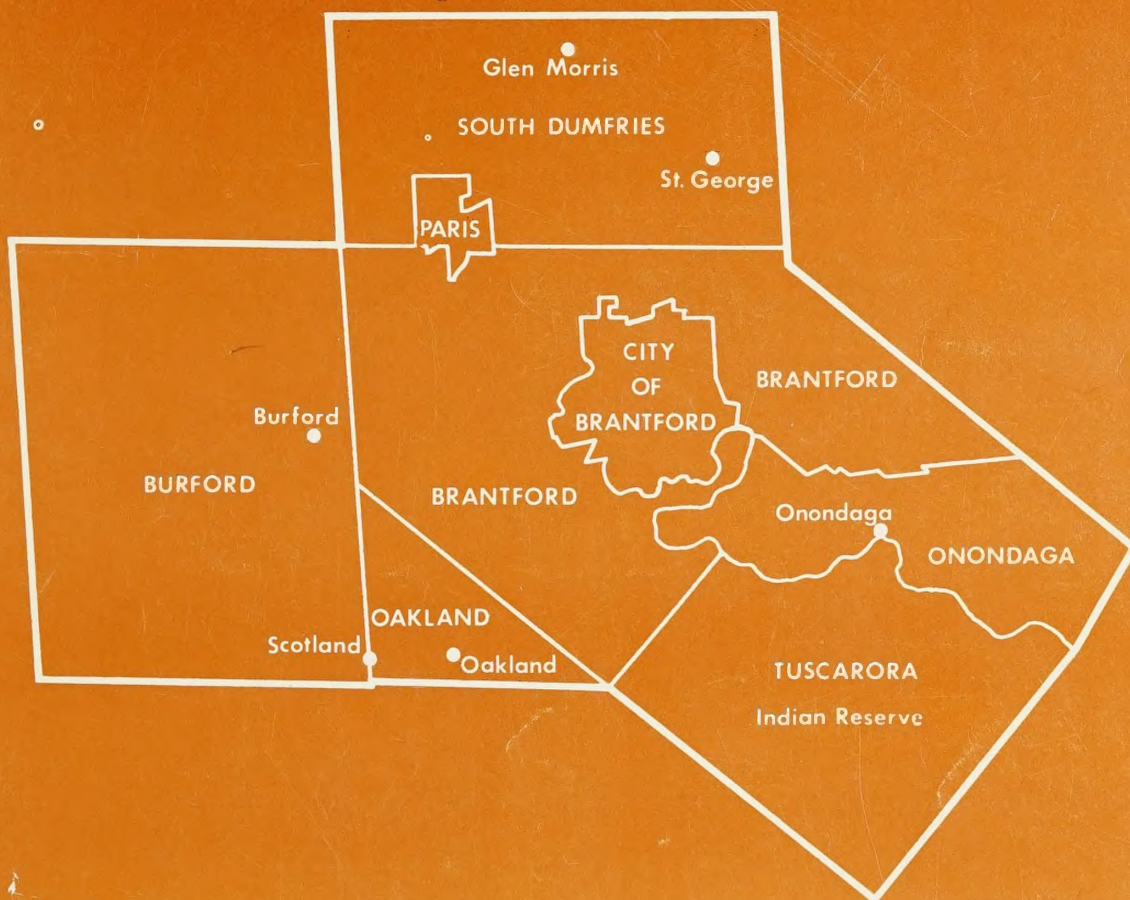 Glen Morris
SOUTH DUMFRIES
St. George
PARIS
CITY
OF
BRANTFORD
BRANTFORD
Burford
BURFORD
BRANTFORD
Onondaga
ONONDAGA
OAKLAND
Scotland
Oakland
TUSCARORA
Indian Reserve